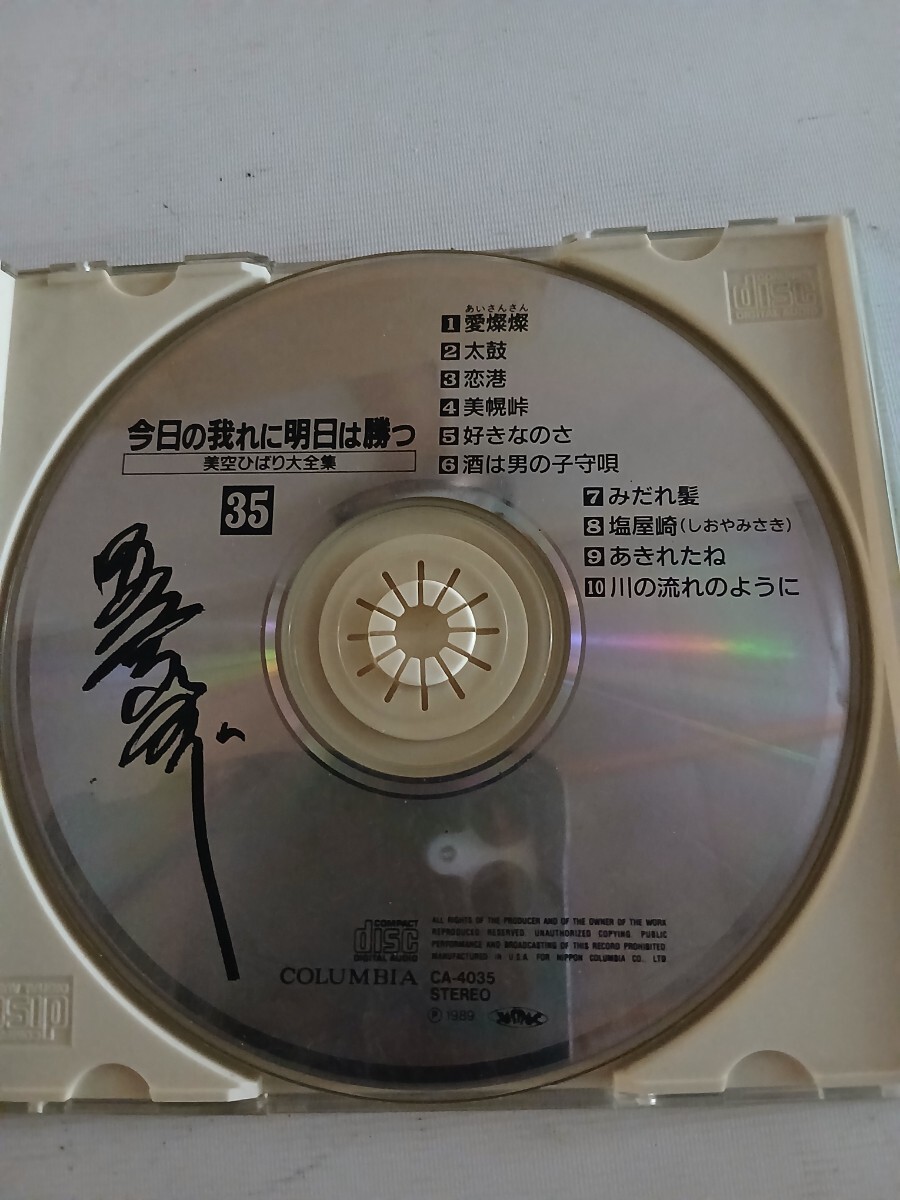 今日の我れに明日は勝つ
美空ひばり大全集
35
あいさんさん
1 愛燦燦
2 太鼓
3 恋港
4 美幌峠
5 好きなのさ
6 酒は男の子守唄
7 みだれ髪
8 塩屋崎(しおやみさき)
9 あきれたね
10 川の流れのように
COMPACT
disc
DIGITAL AUDIO
ALL RIGHTS OF THE PRODUCER AND OF THE OWNER OF THE WORK
REPRODUCED RESERVED. UNAUTHORIZED COPYING. PUBLIC
PERFORMANCE AND BROADCASTING OF THIS RECORD PROHIBITED
MANUFACTURED IN U.S.A. FOR NIPPON COLUMBIA CO., LTD
COLUMBIA
CA-4035
STEREO
Ⓟ 1989
COMPACT
disc
DIGITAL AUDIO
disc